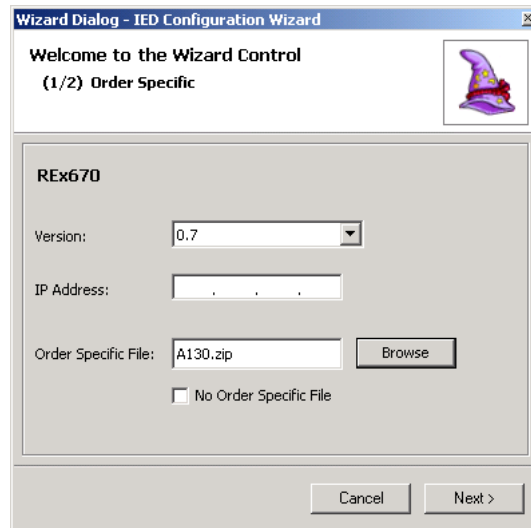 Wizard Dialog - IED Configuration Wizard
Welcome to the Wizard Control
(1/2) Order Specific
REx670
Version: 0.7
IP Address: . . .
Order Specific File: A130.zip Browse
No Order Specific File
Cancel Next >